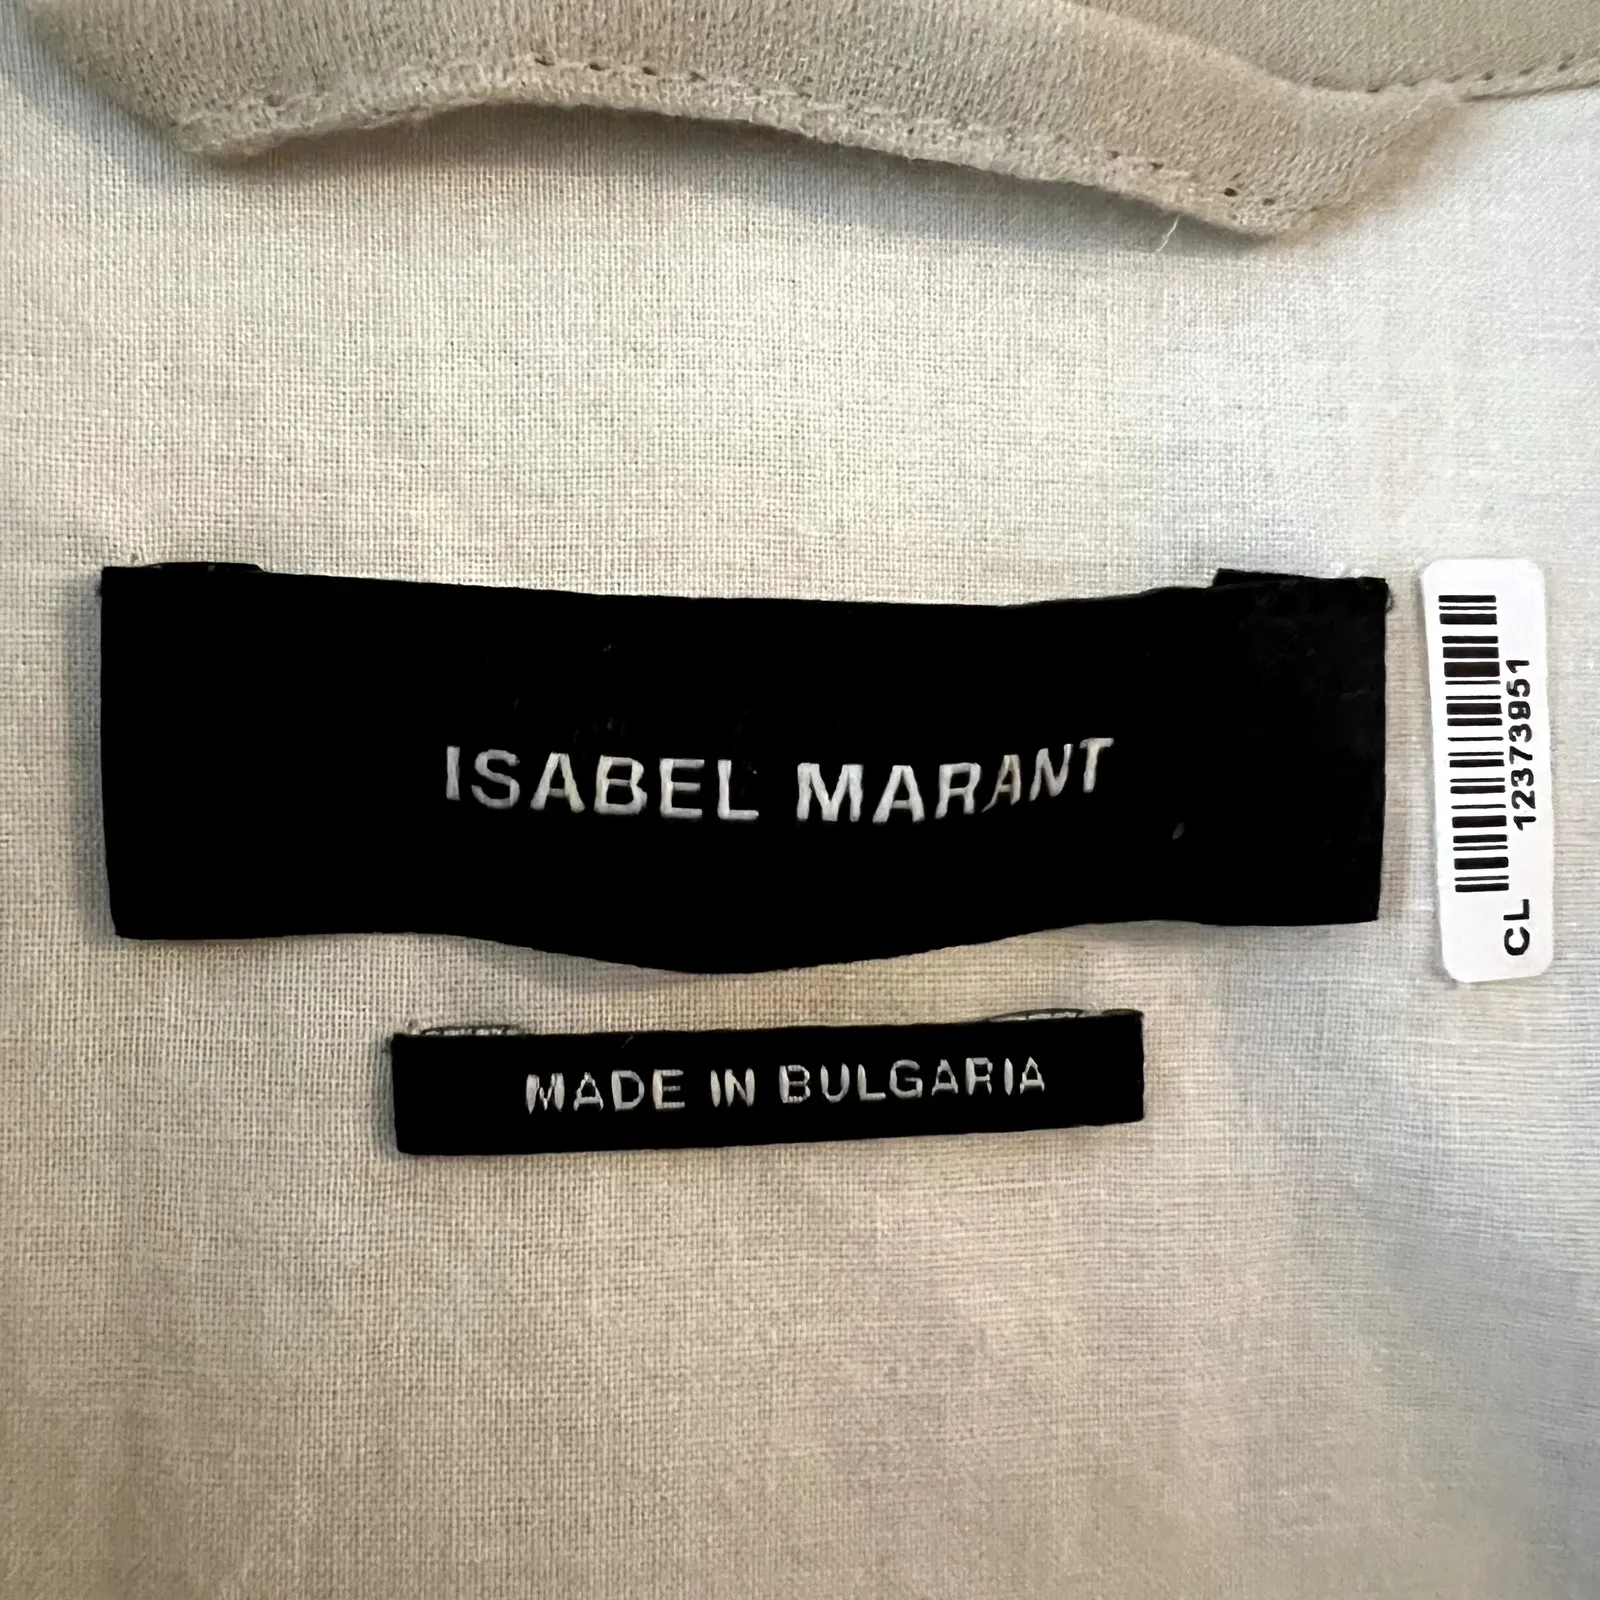 ISABEL MARANT
MADE IN BULGARIA
CL 12373951